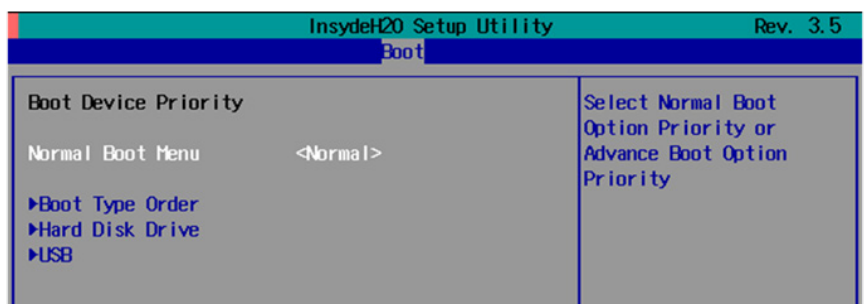 InsydeH20 Setup Utility Rev. 3.5
Boot
Boot Device Priority
Normal Boot Menu <Normal>
▶Boot Type Order
▶Hard Disk Drive
▶USB
Select Normal Boot
Option Priority or
Advance Boot Option
Priority